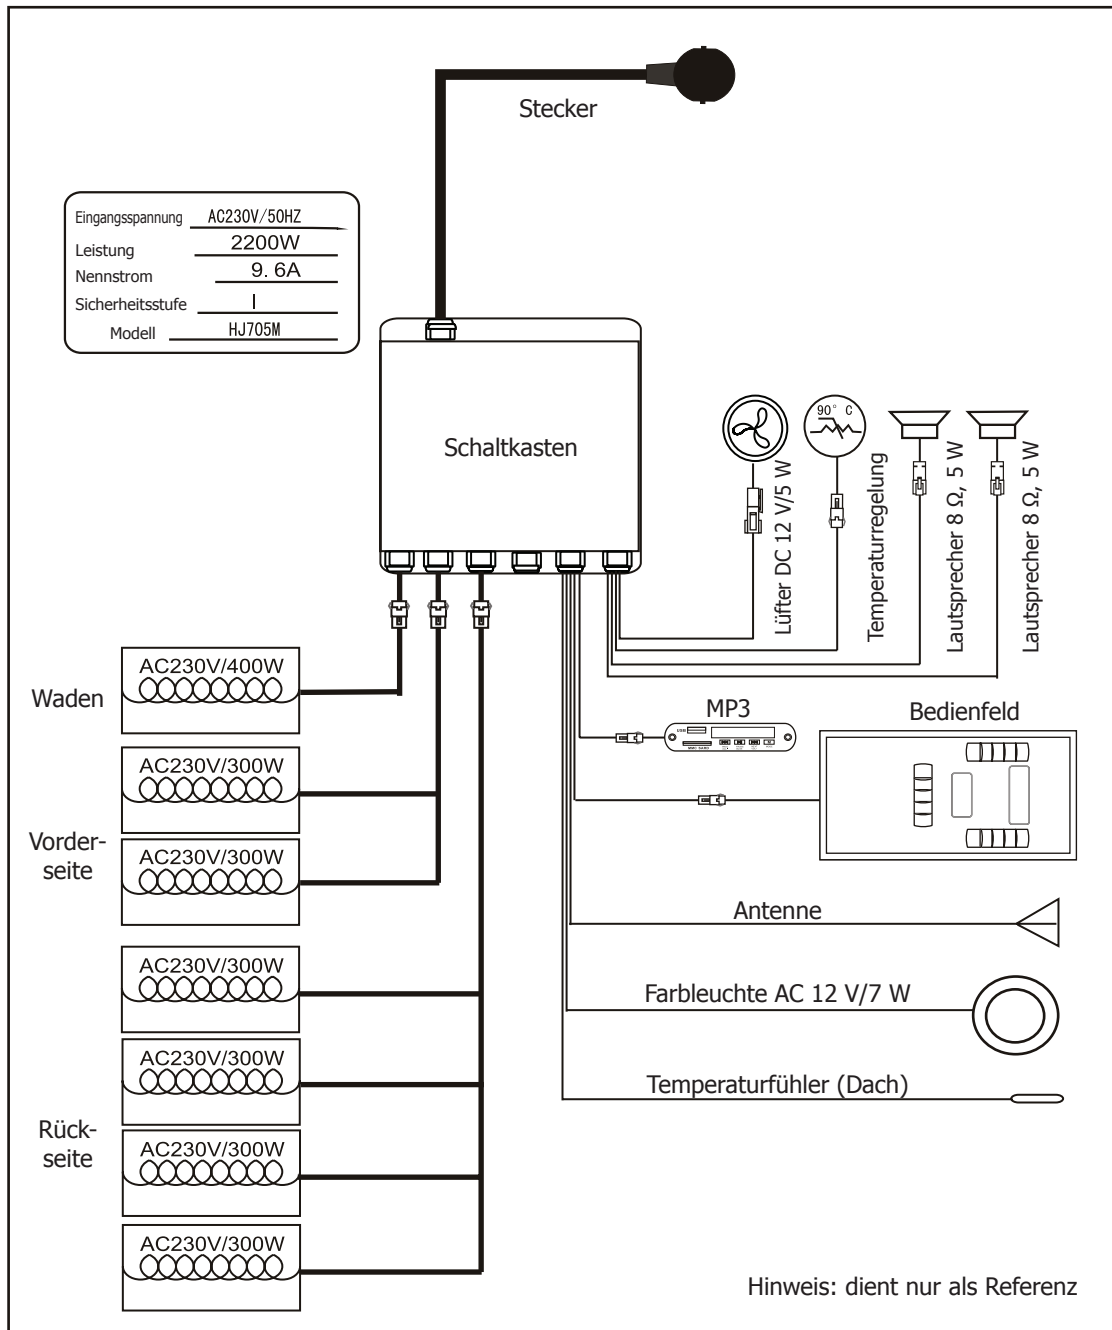 Stecker
Eingangsspannung AC230V/50HZ
Leistung 2200W
Nennstrom 9.6A
Sicherheitsstufe I
Modell HJ705M
Schaltkasten
90° C
Lüfter DC 12 V/5 W
Temperaturregelung
Lautsprecher 8 Ω, 5 W
Lautsprecher 8 Ω, 5 W
Waden
AC230V/400W
AC230V/300W
Vorder-
seite
AC230V/300W
AC230V/300W
AC230V/300W
Rück-
seite
AC230V/300W
AC230V/300W
MP3
USB
MMC CARD
Bedienfeld
Antenne
Farbleuchte AC 12 V/7 W
Temperaturfühler (Dach)
Hinweis: dient nur als Referenz